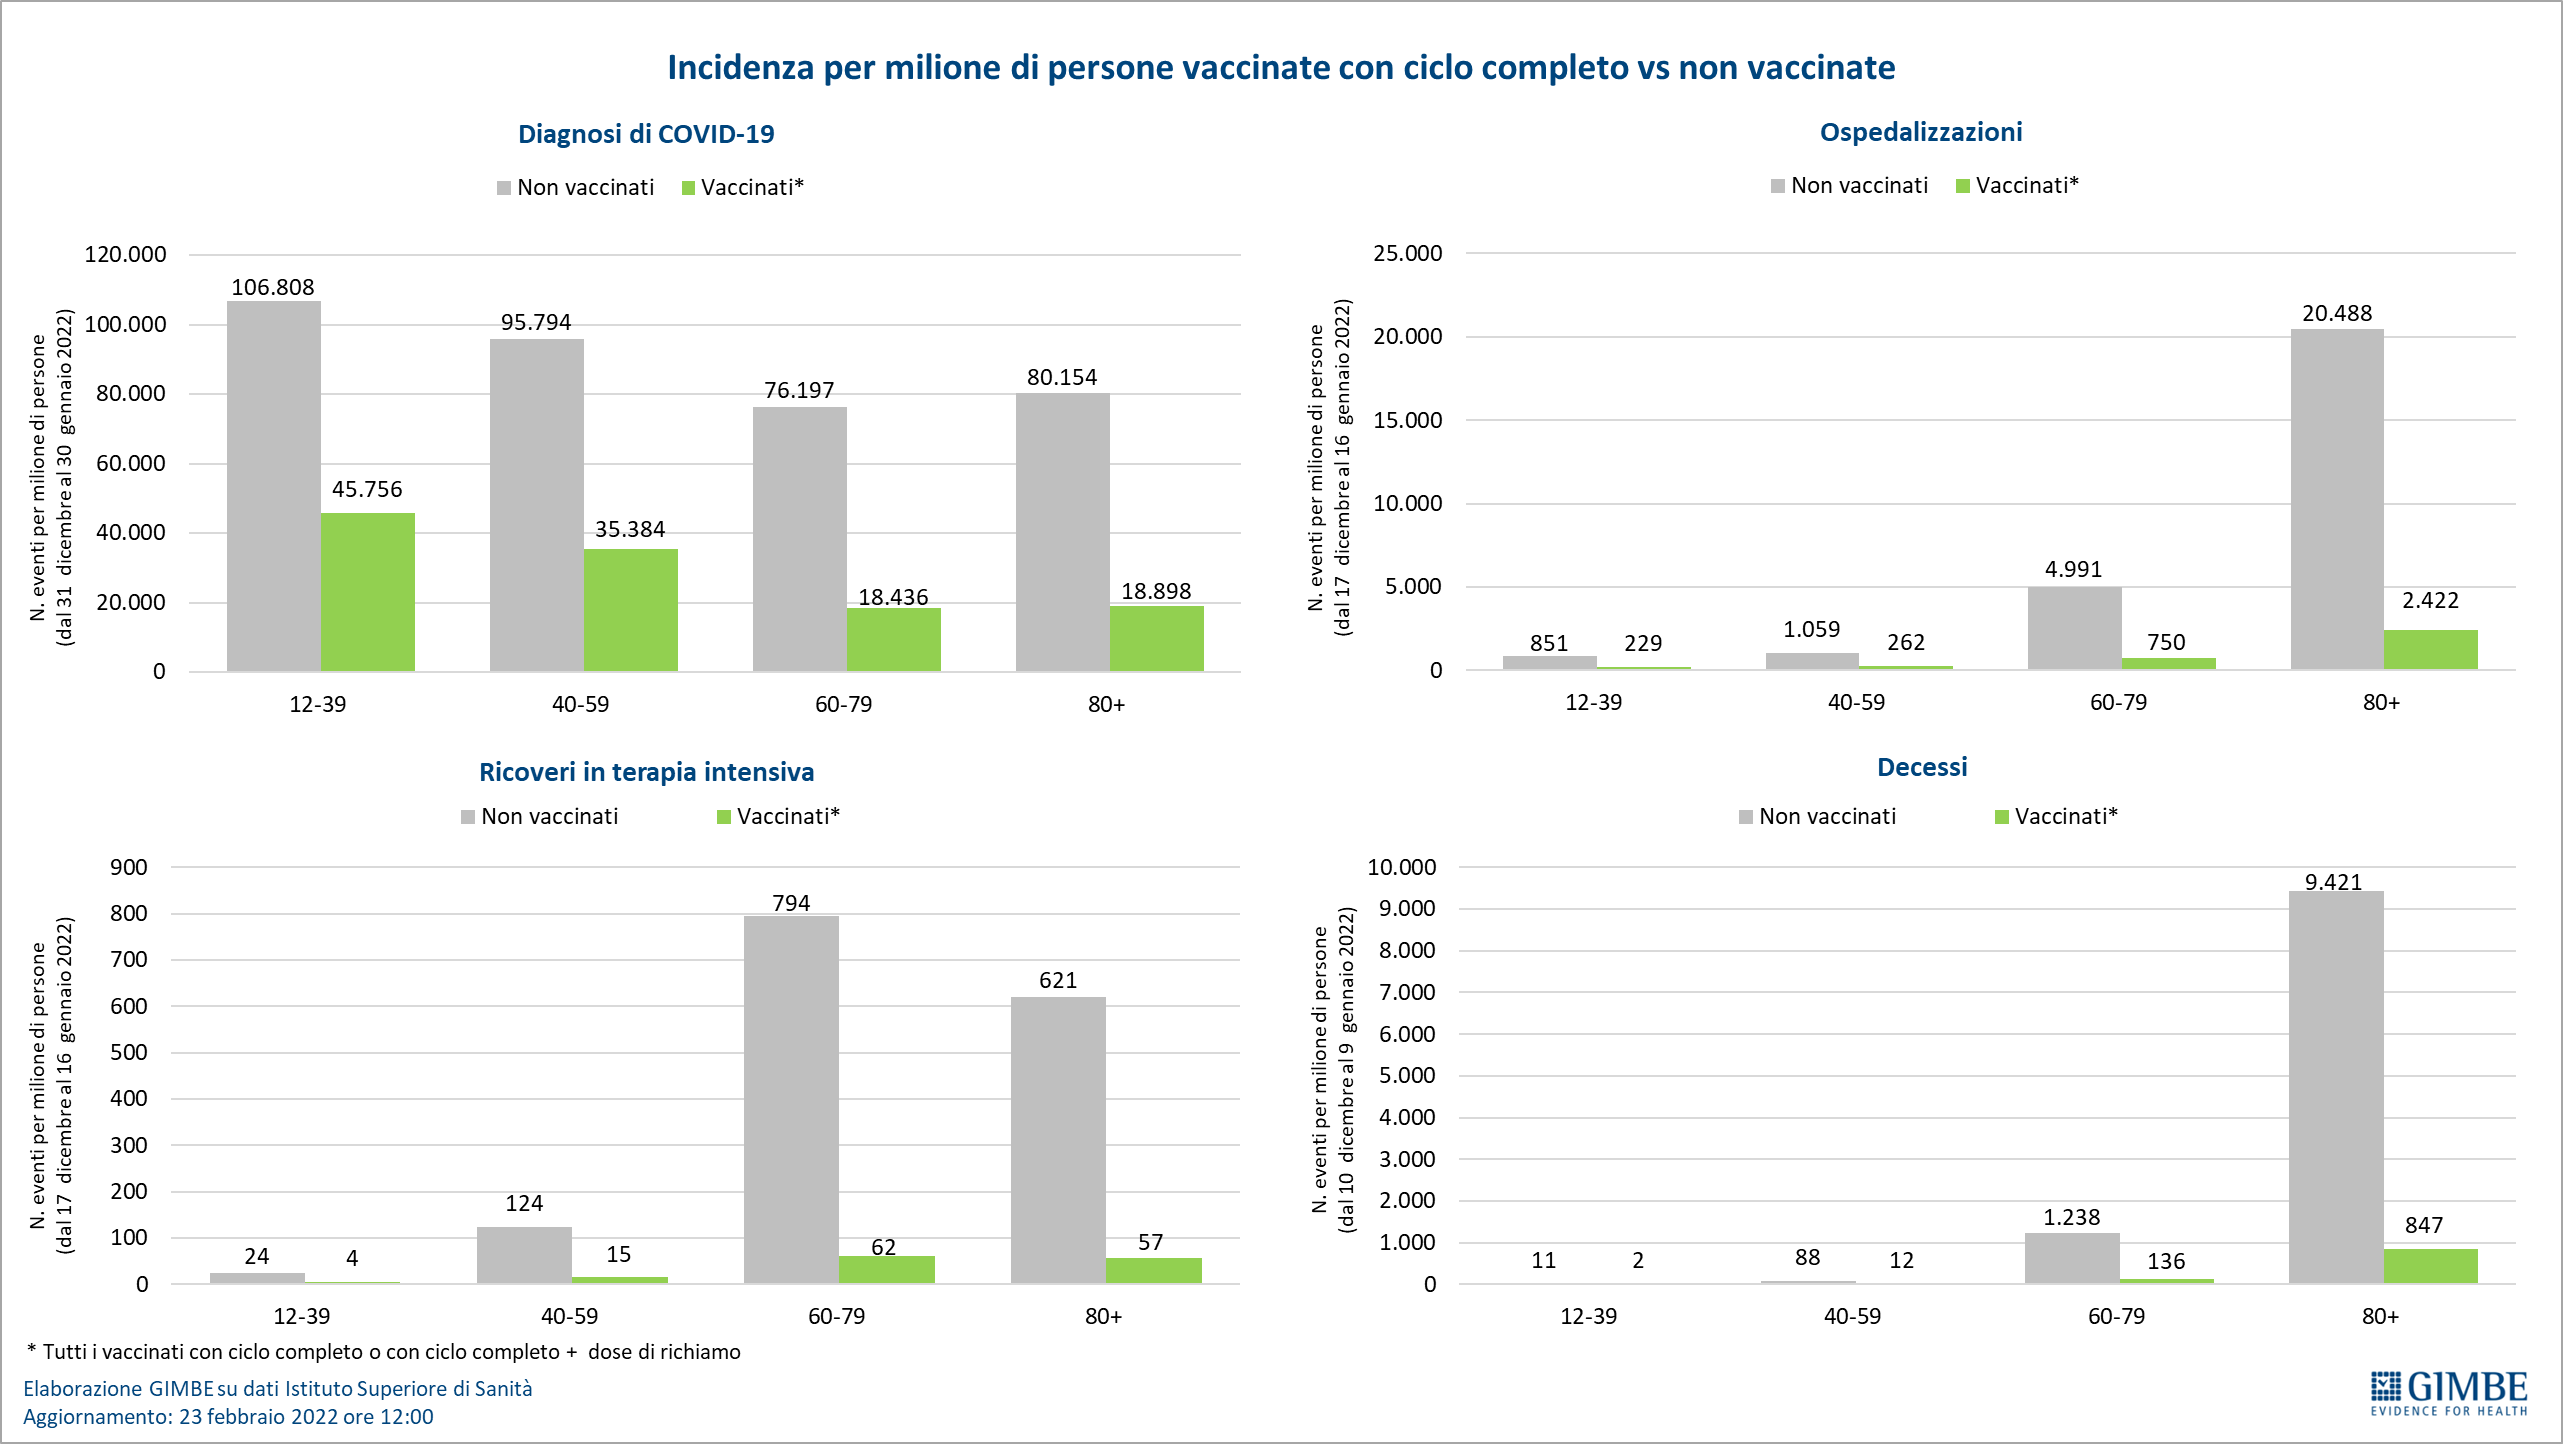 Incidenza per milione di persone vaccinate con ciclo completo vs non vaccinate
Diagnosi di COVID-19
Non vaccinati Vaccinati*
N. eventi per milione di persone
(dal 31 dicembre al 30 gennaio 2022)
120.000
100.000
80.000
60.000
40.000
20.000
0
106.808
45.756
95.794
35.384
76.197
18.436
80.154
18.898
12-39 40-59 60-79 80+
Ospedalizzazioni
Non vaccinati Vaccinati*
N. eventi per milione di persone
(dal 17 dicembre al 16 gennaio 2022)
25.000
20.000
15.000
10.000
5.000
0
851
229
1.059
262
4.991
750
20.488
2.422
12-39 40-59 60-79 80+
Ricoveri in terapia intensiva
Non vaccinati Vaccinati*
N. eventi per milione di persone
(dal 17 dicembre al 16 gennaio 2022)
900
800
700
600
500
400
300
200
100
0
24
4
124
15
794
62
621
57
12-39 40-59 60-79 80+
Decessi
Non vaccinati Vaccinati*
N. eventi per milione di persone
(dal 10 dicembre al 9 gennaio 2022)
10.000
9.000
8.000
7.000
6.000
5.000
4.000
3.000
2.000
1.000
0
11
2
88
12
1.238
136
9.421
847
12-39 40-59 60-79 80+
* Tutti i vaccinati con ciclo completo o con ciclo completo + dose di richiamo
Elaborazione GIMBE su dati Istituto Superiore di Sanità
Aggiornamento: 23 febbraio 2022 ore 12:00
GIMBE
EVIDENCE FOR HEALTH